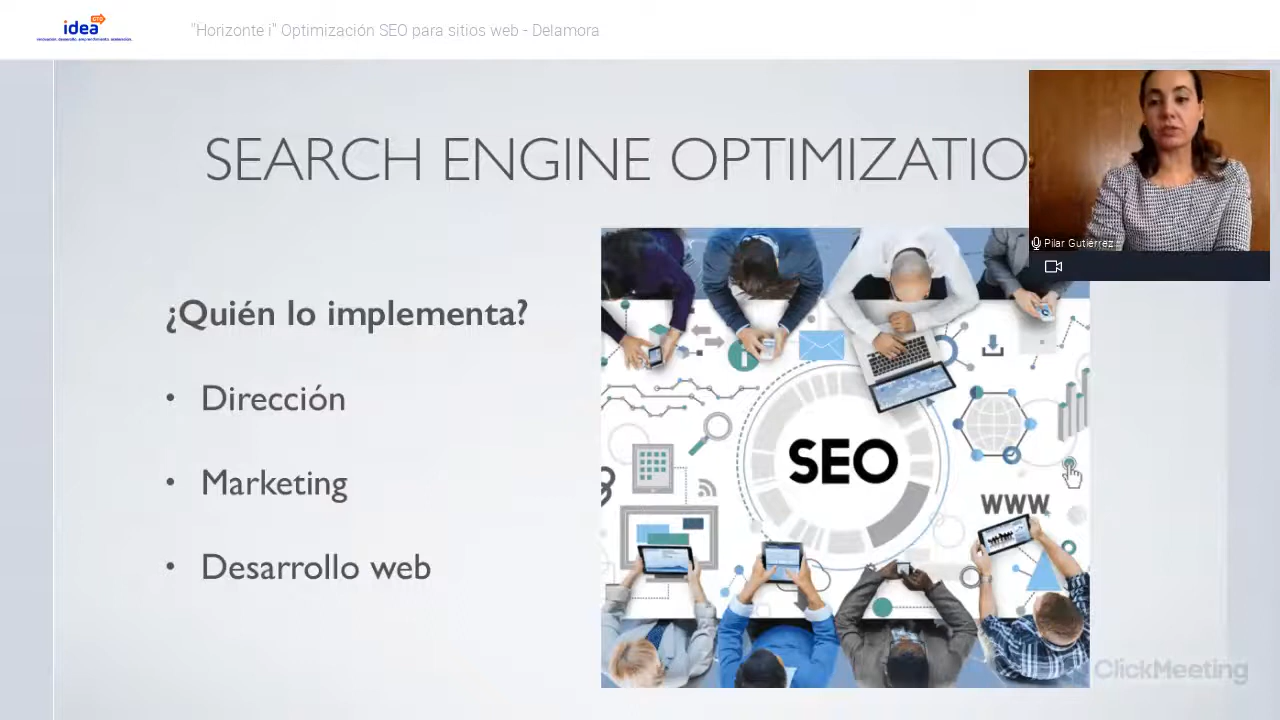 idea
GTO
"Horizonte i" Optimización SEO para sitios web - Delamora
SEARCH ENGINE OPTIMIZATIO
Pilar Gutiérrez
¿Quién lo implementa?
• Dirección
• Marketing
• Desarrollo web
SEO
WWW
ClickMeeting